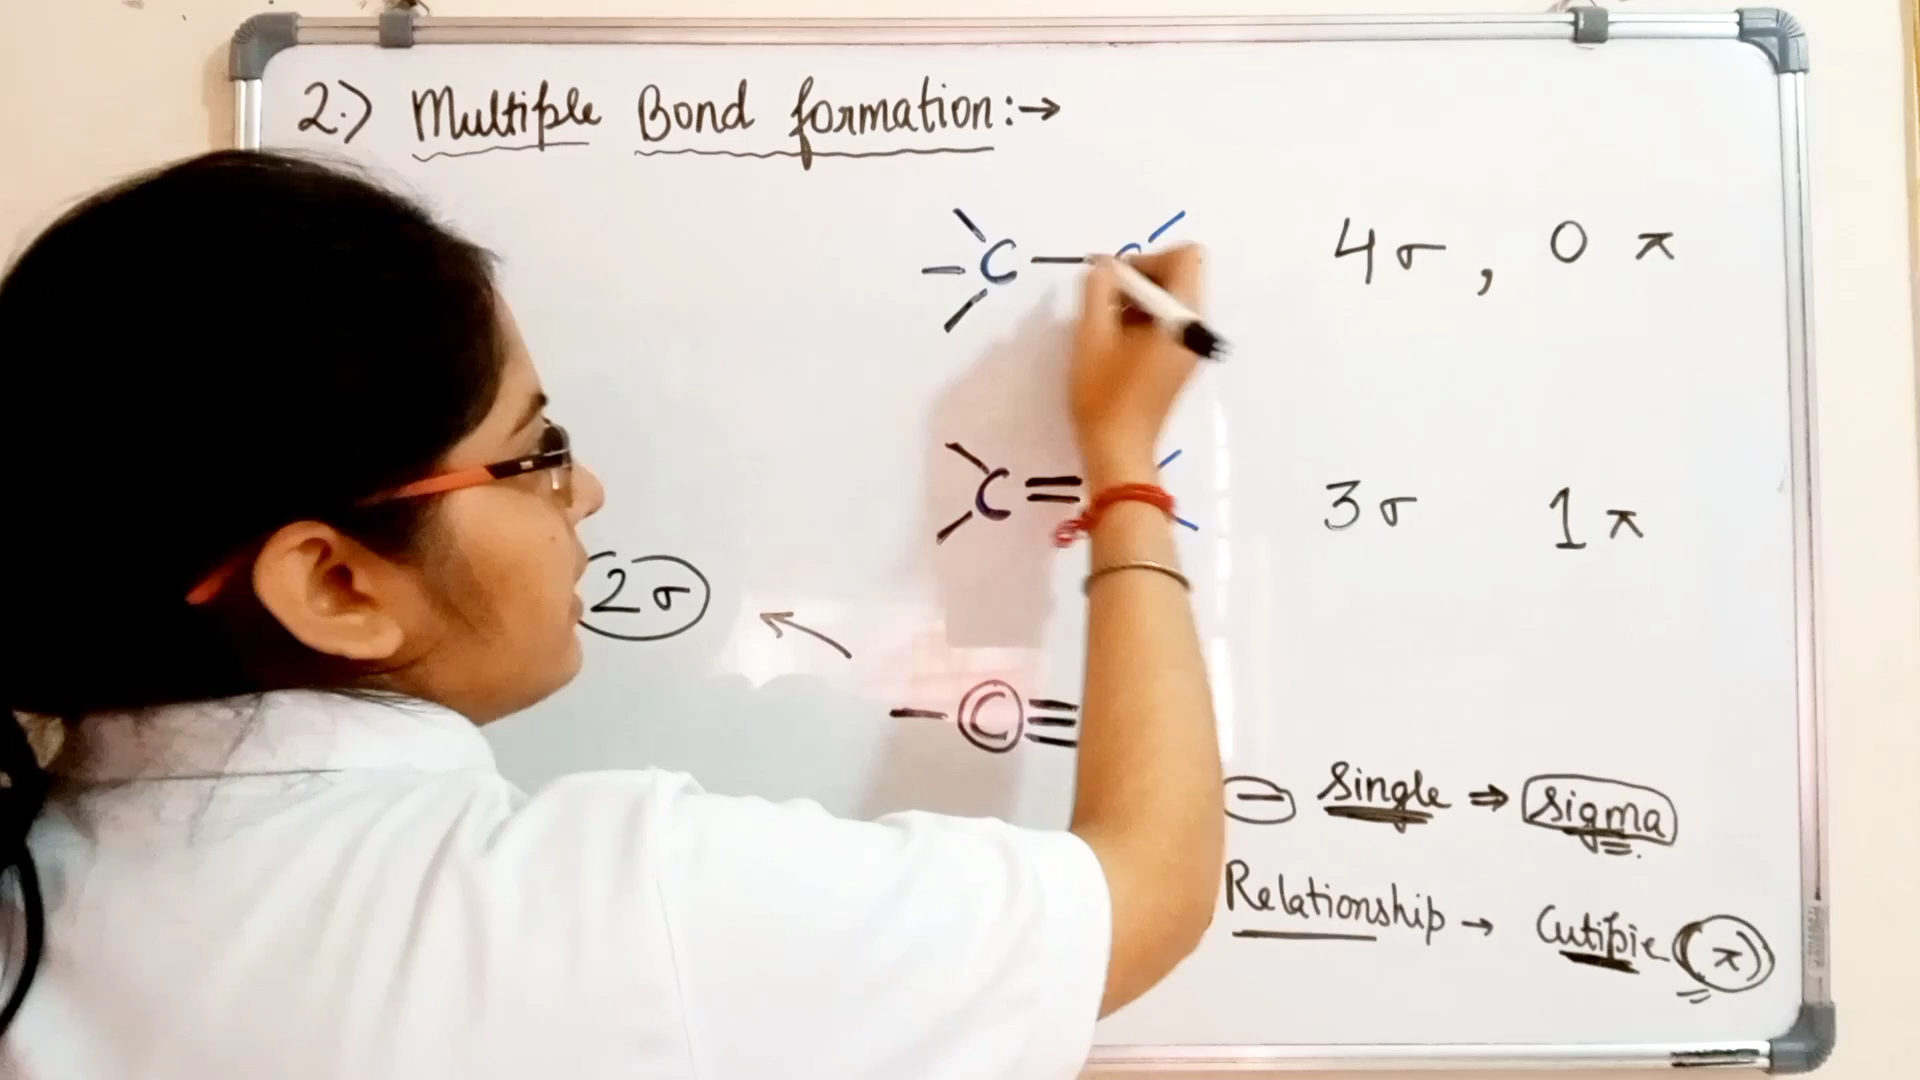 2.) Multiple Bond formation:→
C — C 4σ, 0 π
C = 3σ 1 π
2σ
— C ≡
— Single ⇒ Sigma
Relationship → Cutipie (π)